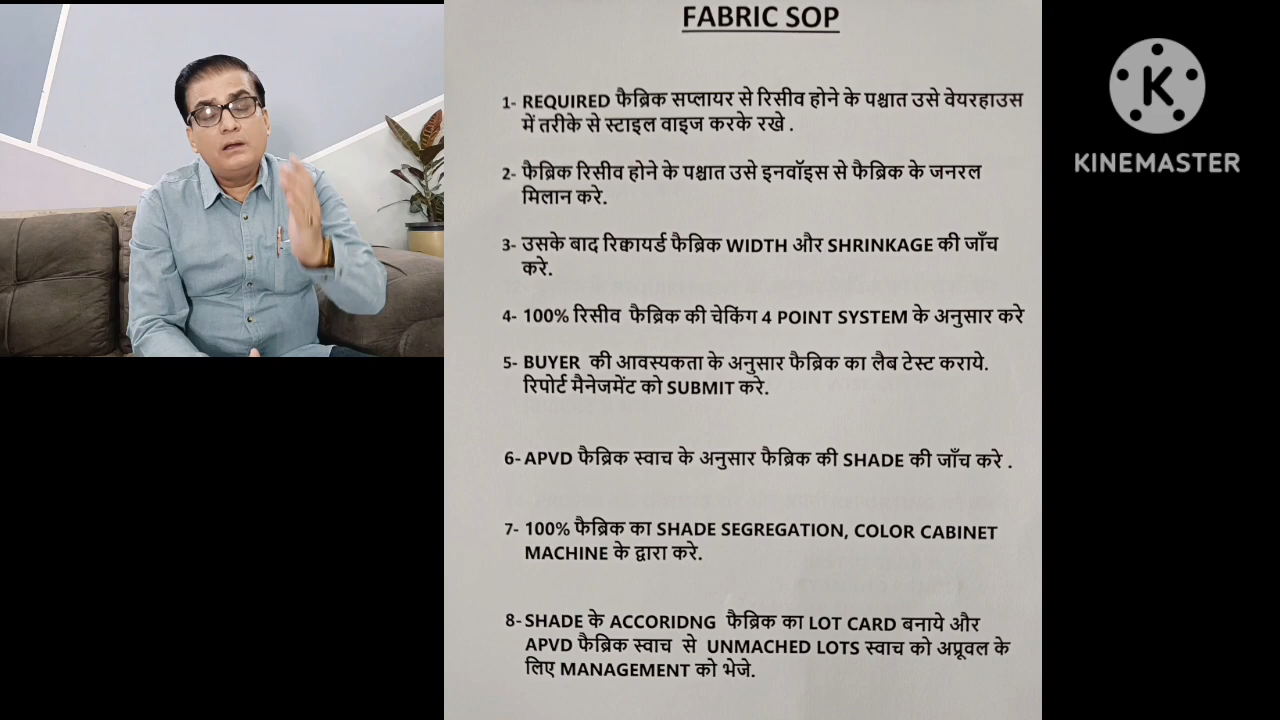 FABRIC SOP
1- REQUIRED फैब्रिक सप्लायर से रिसीव होने के पश्चात उसे वेयरहाउस
में तरीके से स्टाइल वाइज करके रखे .
2- फैब्रिक रिसीव होने के पश्चात उसे इनवॉइस से फैब्रिक के जनरल
मिलान करे.
3- उसके बाद रिक्वायर्ड फैब्रिक WIDTH और SHRINKAGE की जाँच
करे.
4- 100% रिसीव फैब्रिक की चेकिंग 4 POINT SYSTEM के अनुसार करे
5- BUYER की आवस्यकता के अनुसार फैब्रिक का लैब टेस्ट कराये.
रिपोर्ट मैनेजमेंट को SUBMIT करे.
6- APVD फैब्रिक स्वाच के अनुसार फैब्रिक की SHADE की जाँच करे .
7- 100% फैब्रिक का SHADE SEGREGATION, COLOR CABINET
MACHINE के द्वारा करे.
8- SHADE के ACCORIDNG फैब्रिक का LOT CARD बनाये और
APVD फैब्रिक स्वाच से UNMACHED LOTS स्वाच को अप्रूवल के
लिए MANAGEMENT को भेजे.
K
KINEMASTER